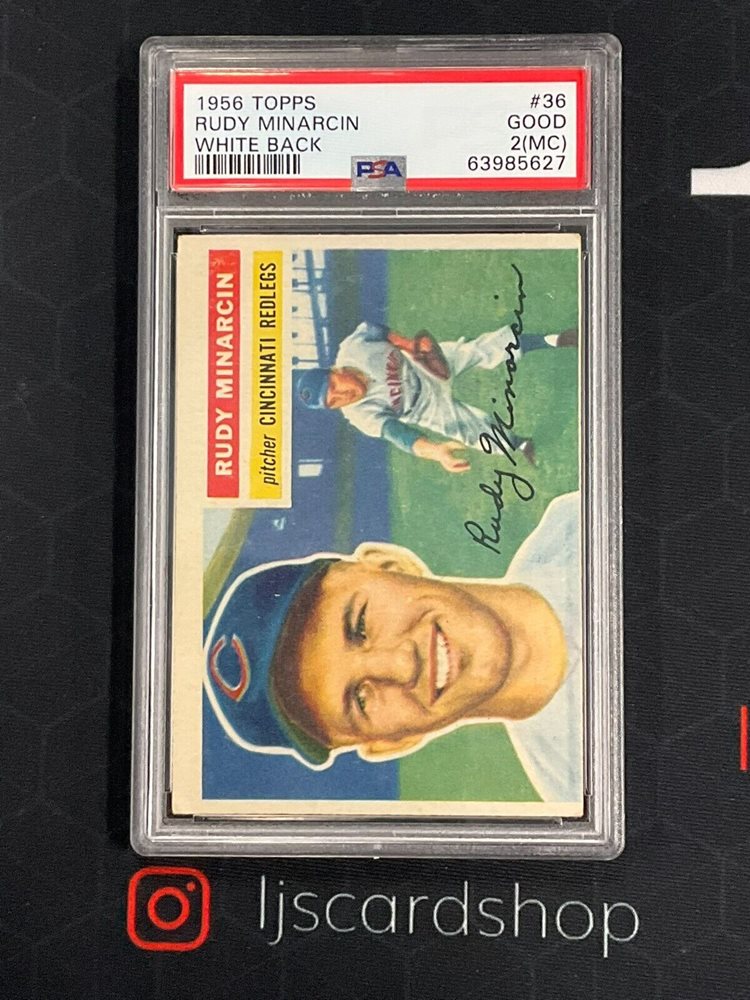 1956 TOPPS #36
RUDY MINARCIN GOOD
WHITE BACK 2(MC)
PSA 63985627
RUDY MINARCIN
pitcher CINCINNATI REDLEGS
C
Rudy Minarcin
ljscardshop